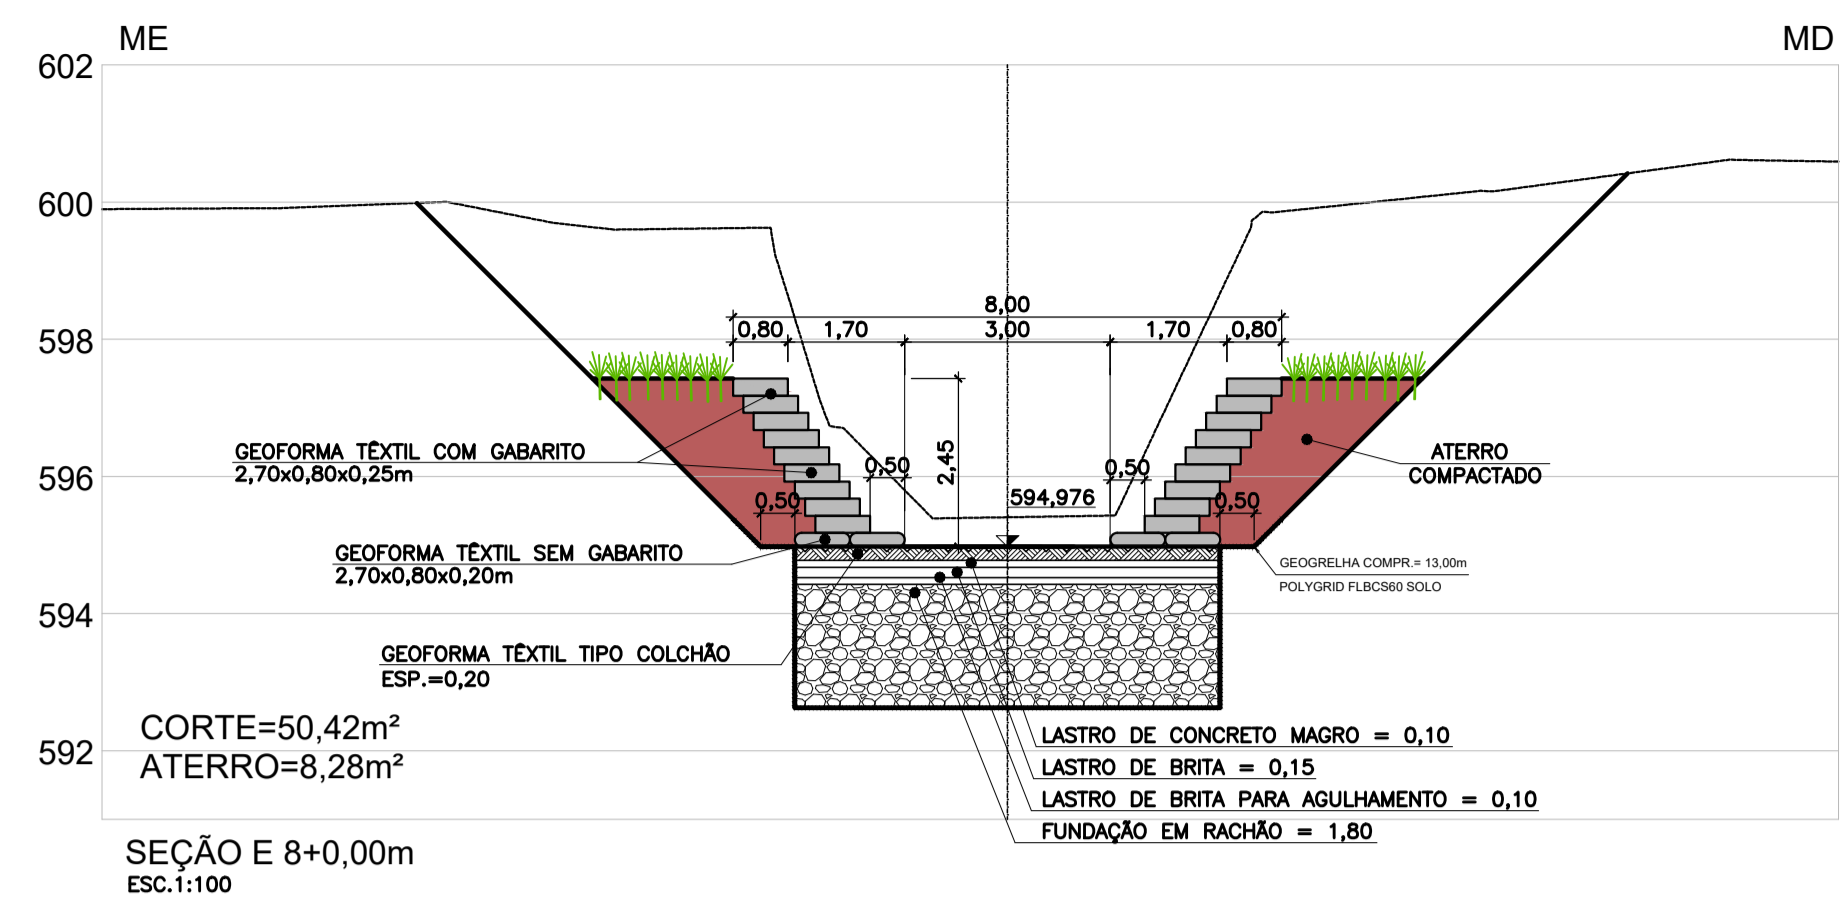 ME
MD
602
600
598
596
594
592
8,00
0,80
1,70
3,00
1,70
0,80
2,45
0,50
0,50
0,50
0,50
594,976
GEOFORMA TÊXTIL COM GABARITO
2,70x0,80x0,25m
GEOFORMA TÊXTIL SEM GABARITO
2,70x0,80x0,20m
GEOFORMA TÊXTIL TIPO COLCHÃO
ESP.=0,20
ATERRO
COMPACTADO
GEOGRELHA COMPR.= 13,00m
POLYGRID FLBCS60 SOLO
LASTRO DE CONCRETO MAGRO = 0,10
LASTRO DE BRITA = 0,15
LASTRO DE BRITA PARA AGULHAMENTO = 0,10
FUNDAÇÃO EM RACHÃO = 1,80
CORTE=50,42m²
ATERRO=8,28m²
SEÇÃO E 8+0,00m
ESC.1:100